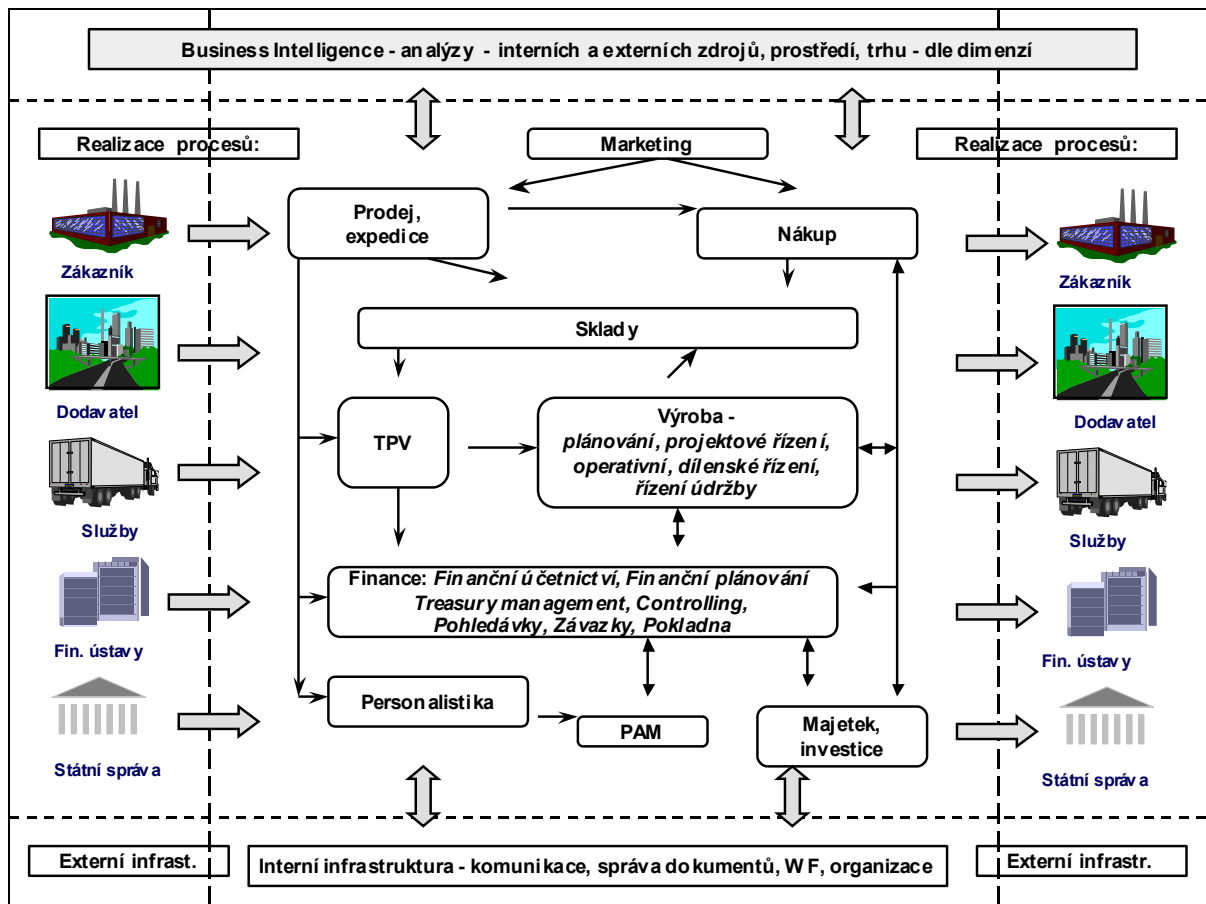 Business Intelligence - analýzy - interních a externích zdrojů, prostředí, trhu - dle dimenzí
Realizace procesů:
Marketing
Realizace procesů:
Prodej,
expedice
Nákup
Zákazník
Zákazník
Sklady
Dodavatel
Dodavatel
TPV
Výroba -
plánování, projektové řízení,
operativní, dílenské řízení,
řízení údržby
Služby
Služby
Finance: Finanční účetnictví, Finanční plánování
Treasury management, Controlling,
Pohledávky, Závazky, Pokladna
Fin. ústavy
Fin. ústavy
Personalistika
PAM
Majetek,
investice
Státní správa
Státní správa
Externí infrast.
Interní infrastruktura - komunikace, správa dokumentů, WF, organizace
Externí infrastr.